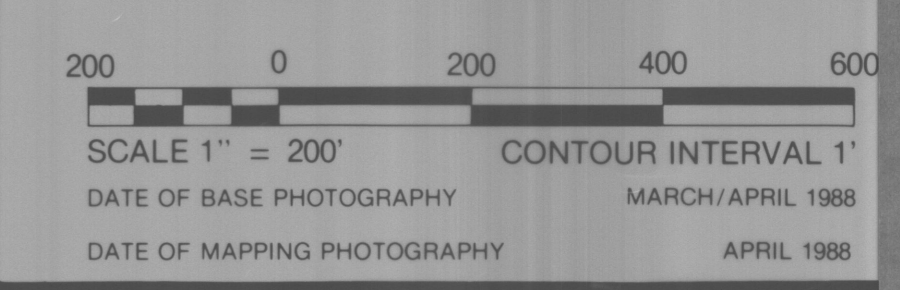 200 0 200 400 600
SCALE 1" = 200' CONTOUR INTERVAL 1'
DATE OF BASE PHOTOGRAPHY MARCH/APRIL 1988
DATE OF MAPPING PHOTOGRAPHY APRIL 1988